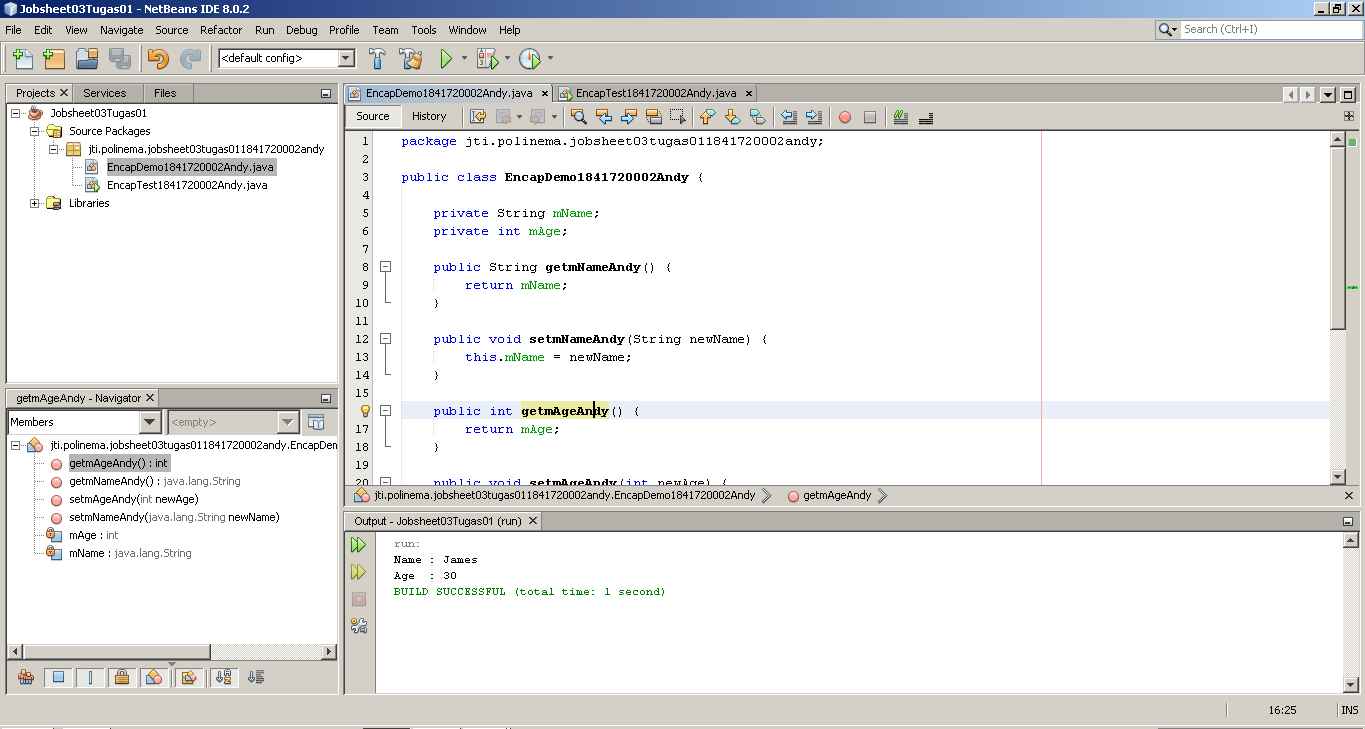 Jobsheet03Tugas01 - NetBeans IDE 8.0.2
File Edit View Navigate Source Refactor Run Debug Profile Team Tools Window Help
Search (Ctrl+I)
<default config>
Projects Services Files
Jobsheet03Tugas01
Source Packages
jti.polinema.jobsheet03tugas011841720002andy
EncapDemo1841720002Andy.java
EncapTest1841720002Andy.java
Libraries
getmAgeAndy - Navigator
Members <empty>
jti.polinema.jobsheet03tugas011841720002andy.EncapDem
getmAgeAndy() : int
getmNameAndy() : java.lang.String
setmAgeAndy(int newAge)
setmNameAndy(java.lang.String newName)
mAge : int
mName : java.lang.String
EncapDemo1841720002Andy.java EncapTest1841720002Andy.java
Source History
1 package jti.polinema.jobsheet03tugas011841720002andy;
2
3 public class EncapDemo1841720002Andy {
4
5 private String mName;
6 private int mAge;
7
8 public String getmNameAndy() {
9 return mName;
10 }
11
12 public void setmNameAndy(String newName) {
13 this.mName = newName;
14 }
15
public int getmAgeAndy() {
17 return mAge;
18 }
19
20 public void setmAgeAndy(int newAge) {
jti.polinema.jobsheet03tugas011841720002andy.EncapDemo1841720002Andy getmAgeAndy
Output - Jobsheet03Tugas01 (run)
run:
Name : James
Age : 30
BUILD SUCCESSFUL (total time: 1 second)
16:25 INS